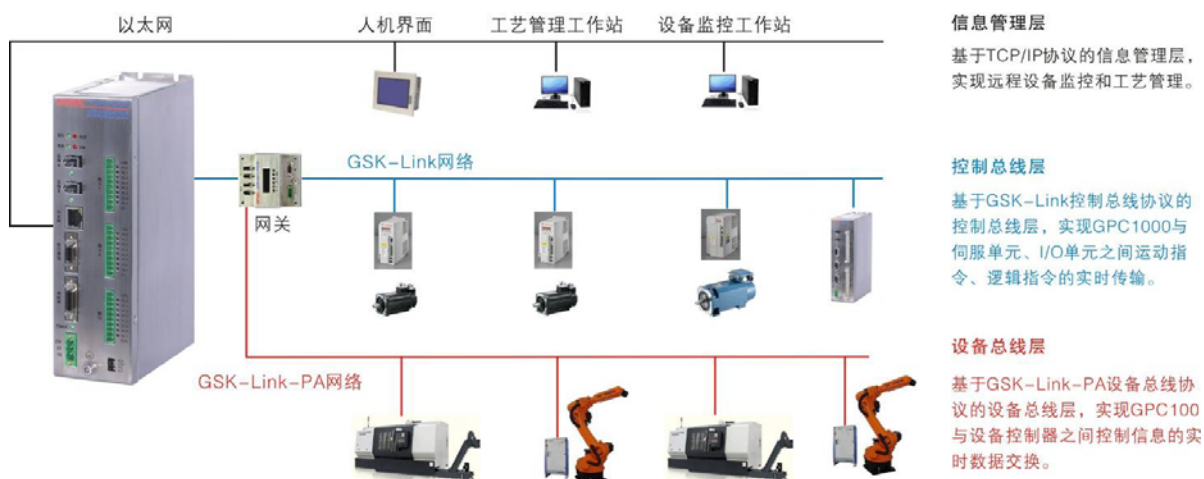 以太网
人机界面
工艺管理工作站
设备监控工作站
信息管理层
基于TCP/IP协议的信息管理层，
实现远程设备监控和工艺管理。
GSK-Link网络
网关
控制总线层
基于GSK-Link控制总线协议的
控制总线层，实现GPC1000与
伺服单元、I/O单元之间运动指
令、逻辑指令的实时传输。
GSK-Link-PA网络
设备总线层
基于GSK-Link-PA设备总线协
议的设备总线层，实现GPC100
与设备控制器之间控制信息的实
时数据交换。